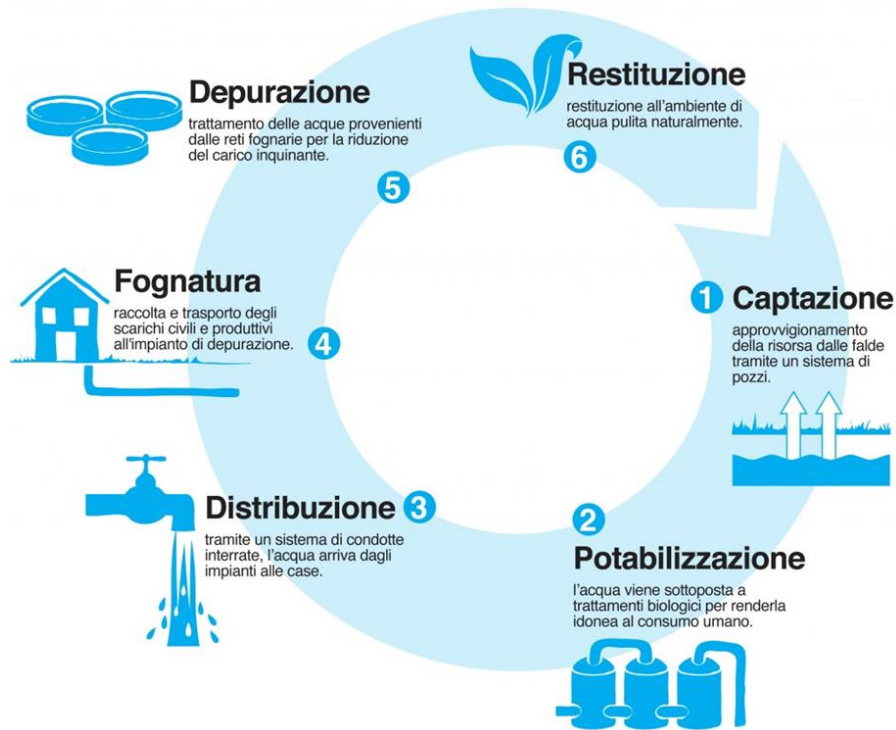 1 Captazione
approvvigionamento
della risorsa dalle falde
tramite un sistema di
pozzi.
2
Potabilizzazione
l'acqua viene sottoposta a
trattamenti biologici per renderla
idonea al consumo umano.
Distribuzione 3
tramite un sistema di condotte
interrate, l'acqua arriva dagli
impianti alle case.
Fognatura
raccolta e trasporto degli
scarichi civili e produttivi
all'impianto di depurazione. 4
Depurazione
trattamento delle acque provenienti
dalle reti fognarie per la riduzione
del carico inquinante.
5
Restituzione
restituzione all'ambiente di
acqua pulita naturalmente.
6